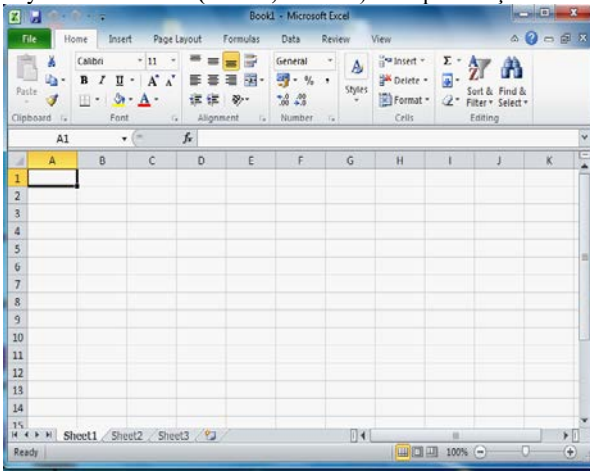 Book1 - Microsoft Excel
File Home Insert Page Layout Formulas Data Review View
Calibri 11 General Insert Σ
Paste B I U A A % , Styles Delete Sort & Find &
A Format Filter Select
Clipboard Font Alignment Number Cells Editing
A1 fx
A B C D E F G H I J K
1
2
3
4
5
6
7
8
9
10
11
12
13
14
15
Sheet1 Sheet2 Sheet3
Ready 100%